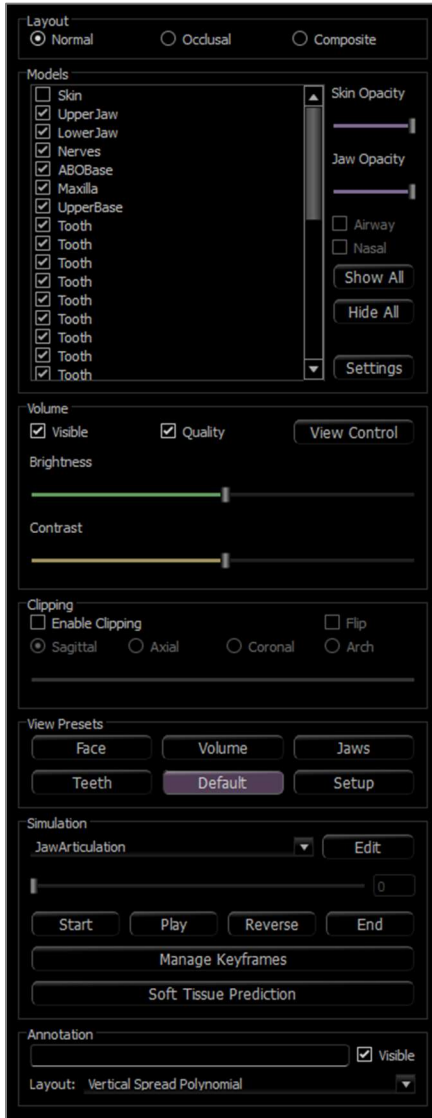 Layout
Normal Occlusal Composite
Models
Skin
UpperJaw
LowerJaw
Nerves
ABOBase
Maxilla
UpperBase
Tooth
Tooth
Tooth
Tooth
Tooth
Tooth
Tooth
Tooth
Tooth
Skin Opacity
Jaw Opacity
Airway
Nasal
Show All
Hide All
Settings
Volume
Visible Quality View Control
Brightness
Contrast
Clipping
Enable Clipping Flip
Sagittal Axial Coronal Arch
View Presets
Face Volume Jaws
Teeth Default Setup
Simulation
JawArticulation Edit
0
Start Play Reverse End
Manage Keyframes
Soft Tissue Prediction
Annotation
Visible
Layout: Vertical Spread Polynomial